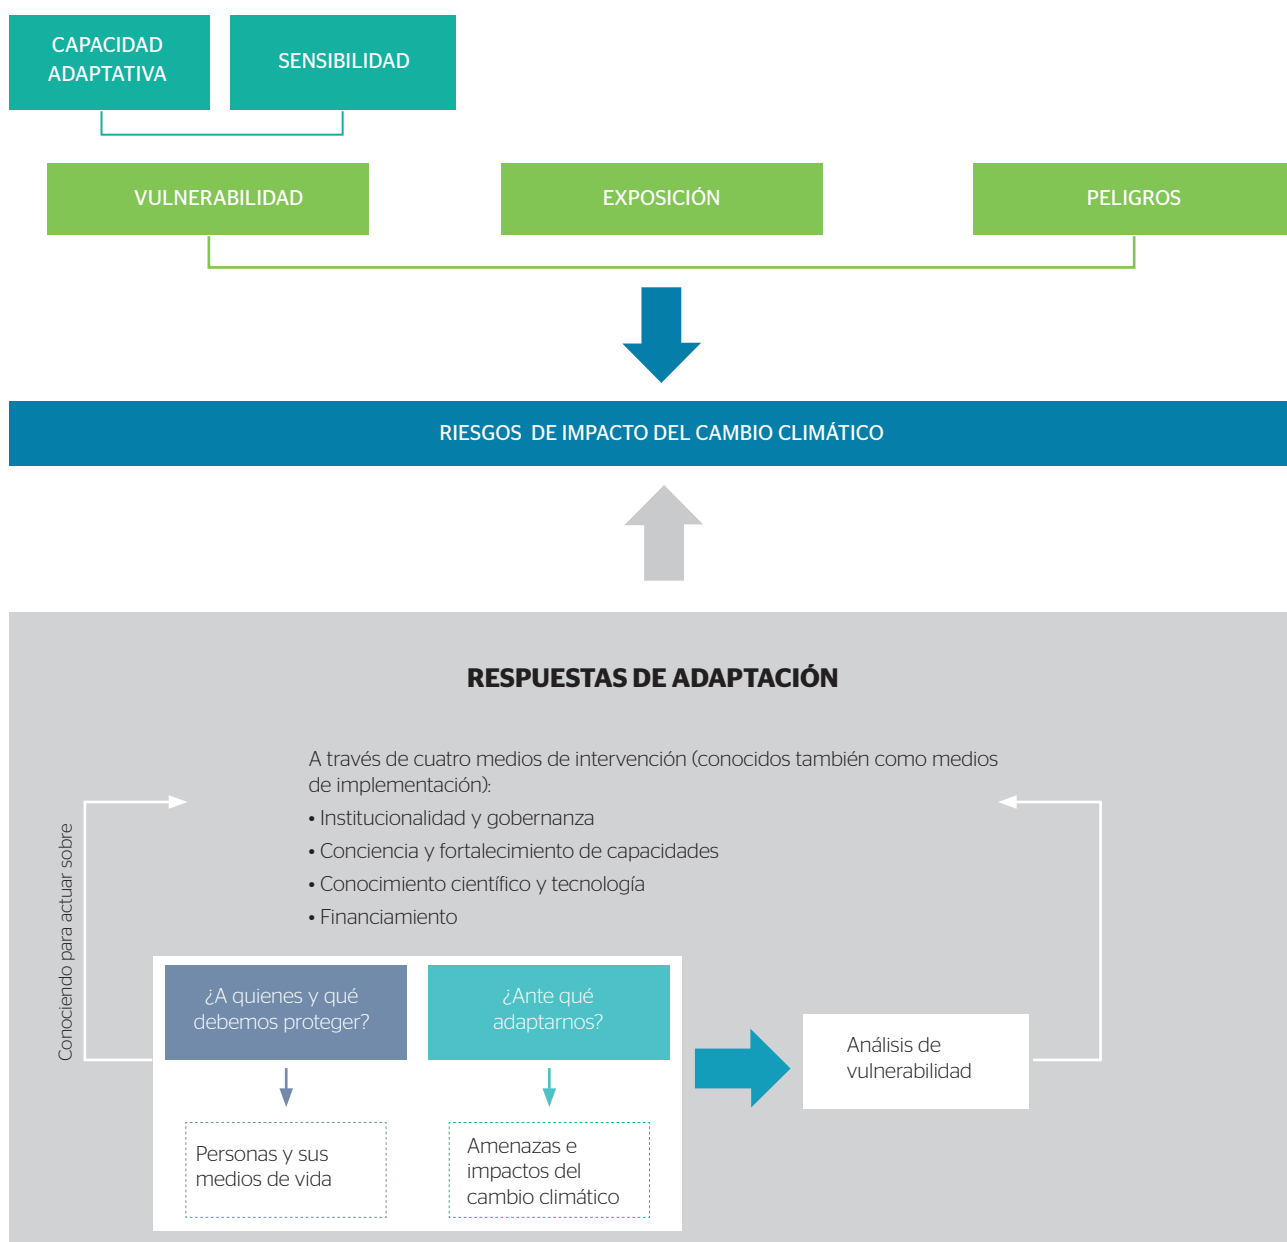 CAPACIDAD
ADAPTATIVA
SENSIBILIDAD
VULNERABILIDAD
EXPOSICIÓN
PELIGROS
RIESGOS DE IMPACTO DEL CAMBIO CLIMÁTICO
RESPUESTAS DE ADAPTACIÓN
A través de cuatro medios de intervención (conocidos también como medios
de implementación):
• Institucionalidad y gobernanza
• Conciencia y fortalecimiento de capacidades
• Conocimiento científico y tecnología
• Financiamiento
Conociendo para actuar sobre
¿A quienes y qué
debemos proteger?
¿Ante qué
adaptarnos?
Personas y sus
medios de vida
Amenazas e
impactos del
cambio climático
Análisis de
vulnerabilidad